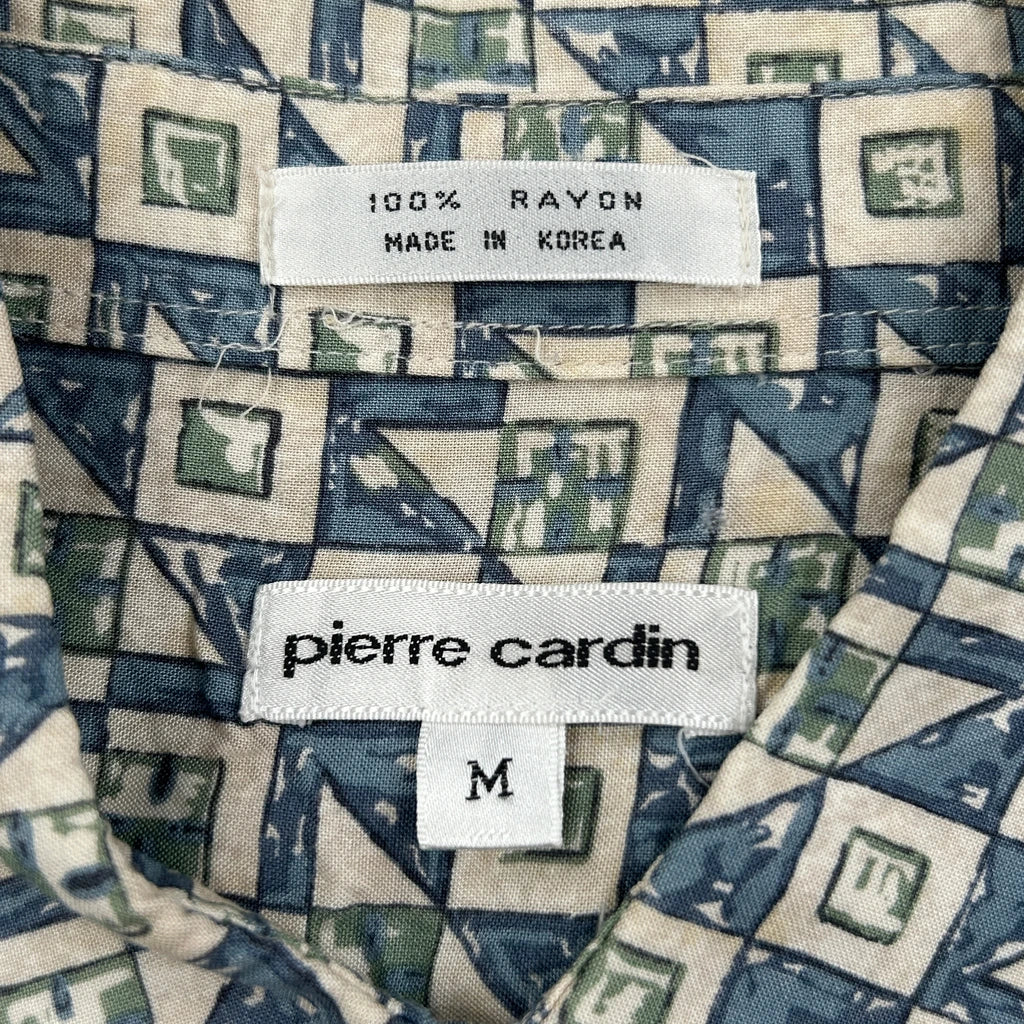 100% RAYON
MADE IN KOREA
pierre cardin
M